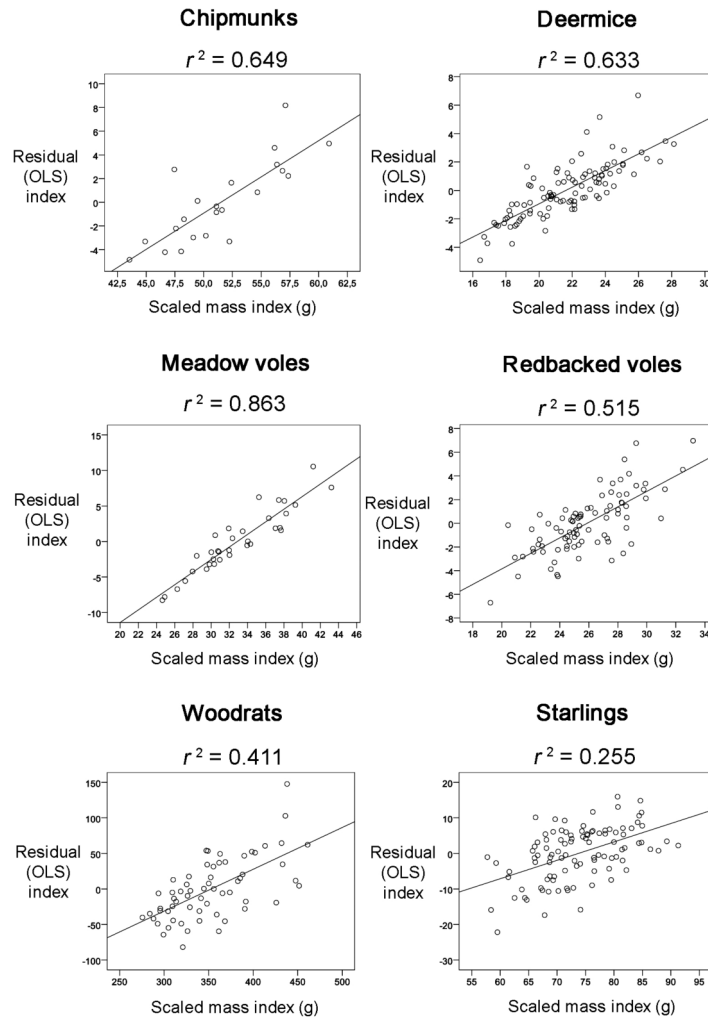 Chipmunks
r² = 0.649
10
8
6
4
2
0
-2
-4
Residual
(OLS)
index
42,5 45,0 47,5 50,0 52,5 55,0 57,5 60,0 62,5
Scaled mass index (g)
Deermice
r² = 0.633
8
6
4
2
0
-2
-4
Residual
(OLS)
index
16 18 20 22 24 26 28 30
Scaled mass index (g)
Meadow voles
r² = 0.863
15
10
5
0
-5
-10
Residual
(OLS)
index
20 22 24 26 28 30 32 34 36 38 40 42 44 46
Scaled mass index (g)
Redbacked voles
r² = 0.515
8
6
4
2
0
-2
-4
-6
-8
Residual
(OLS)
index
18 20 22 24 26 28 30 32 34
Scaled mass index (g)
Woodrats
r² = 0.411
150
100
50
0
-50
-100
Residual
(OLS)
index
250 300 350 400 450 500
Scaled mass index (g)
Starlings
r² = 0.255
30
20
10
0
-10
-20
-30
Residual
(OLS)
index
55 60 65 70 75 80 85 90 95
Scaled mass index (g)